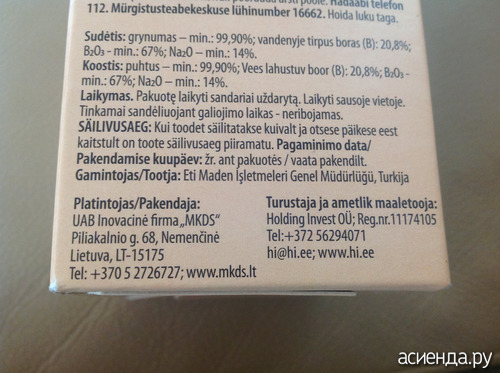 arsti poole. Hädaabi telefon
112. Mürgistusteabekeskuse lühinumber 16662. Hoida luku taga.
Sudėtis: grynumas – min.: 99,90%; vandenyje tirpus boras (B): 20,8%;
B₂O₃ - min.: 67%; Na₂O – min.: 14%.
Koostis: puhtus – min.: 99,90%; Vees lahustuv boor (B): 20,8%; B₂O₃ -
min.: 67%; Na₂O – min.: 14%.
Laikymas. Pakuotę laikyti sandariai uždarytą. Laikyti sausoje vietoje.
Tinkamai sandėliuojant galiojimo laikas - neribojamas.
SÄILIVUSAEG: Kui toodet säilitatakse kuivalt ja otsese päikese eest
kaitstult on toote säilivusaeg piiramatu. Pagaminimo data/
Pakendamise kuupäev: žr. ant pakuotės / vaata pakendilt.
Gamintojas/Tootja: Eti Maden İşletmeleri Genel Müdürlüğü, Turkija
Platintojas/Pakendaja:
UAB Inovacinė firma „MKDS"
Piliakalnio g. 68, Nemenčinė
Lietuva, LT-15175
Tel: +370 5 2726727; www.mkds.lt
Turustaja ja ametlik maaletooja:
Holding Invest OÜ; Reg.nr.11174105
Tel:+372 56294071
hi@hi.ee; www.hi.ee
асиенда.ру